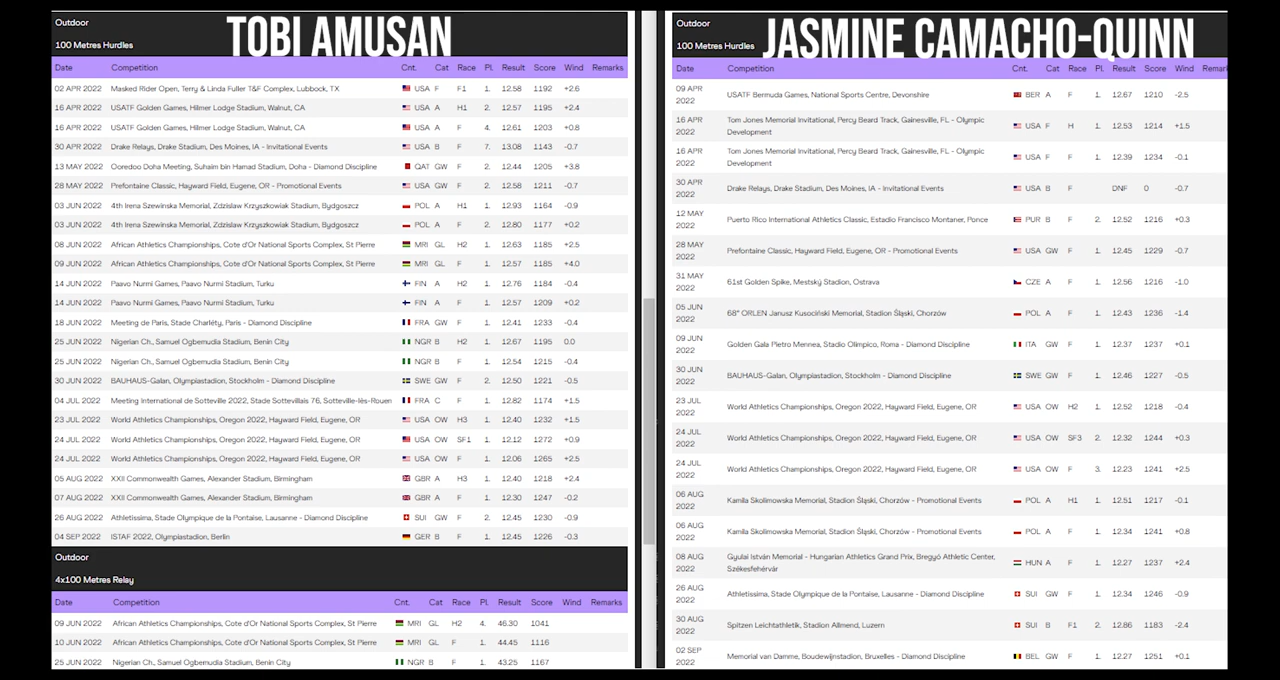 Outdoor
TOBI AMUSAN
100 Metres Hurdles
Date Competition Cnt. Cat Race Pl. Result Score Wind Remarks
02 APR 2022 Masked Rider Open, Terry & Linda Fuller T&F Complex, Lubbock, TX USA F F1 1. 12.58 1192 +2.6
16 APR 2022 USATF Golden Games, Hilmer Lodge Stadium, Walnut, CA USA A H1 2. 12.57 1195 +2.4
16 APR 2022 USATF Golden Games, Hilmer Lodge Stadium, Walnut, CA USA A F 4. 12.61 1203 +0.8
30 APR 2022 Drake Relays, Drake Stadium, Des Moines, IA - Invitational Events USA B F 7. 13.08 1143 -0.7
13 MAY 2022 Ooredoo Doha Meeting, Suhaim bin Hamad Stadium, Doha - Diamond Discipline QAT GW F 2. 12.44 1205 +3.8
28 MAY 2022 Prefontaine Classic, Hayward Field, Eugene, OR - Promotional Events USA GW F 2. 12.58 1211 -0.7
03 JUN 2022 4th Irena Szewinska Memorial, Zdzislaw Krzyszkowiak Stadium, Bydgoszcz POL A H1 1. 12.93 1164 -0.9
03 JUN 2022 4th Irena Szewinska Memorial, Zdzislaw Krzyszkowiak Stadium, Bydgoszcz POL A F 2. 12.80 1177 +0.2
08 JUN 2022 African Athletics Championships, Cote d'Or National Sports Complex, St Pierre MRI GL H2 1. 12.63 1185 +2.5
09 JUN 2022 African Athletics Championships, Cote d'Or National Sports Complex, St Pierre MRI GL F 1. 12.57 1185 +4.0
14 JUN 2022 Paavo Nurmi Games, Paavo Nurmi Stadium, Turku FIN A H2 1. 12.76 1184 -0.4
14 JUN 2022 Paavo Nurmi Games, Paavo Nurmi Stadium, Turku FIN A F 1. 12.57 1209 +0.2
18 JUN 2022 Meeting de Paris, Stade Charléty, Paris - Diamond Discipline FRA GW F 1. 12.41 1233 -0.4
25 JUN 2022 Nigerian Ch., Samuel Ogbemudia Stadium, Benin City NGR B H2 1. 12.67 1195 0.0
25 JUN 2022 Nigerian Ch., Samuel Ogbemudia Stadium, Benin City NGR B F 1. 12.54 1215 -0.4
30 JUN 2022 BAUHAUS-Galan, Olympiastadion, Stockholm - Diamond Discipline SWE GW F 2. 12.50 1221 -0.5
04 JUL 2022 Meeting International de Sotteville 2022, Stade Sottevillais 76, Sotteville-lès-Rouen FRA C F 1. 12.82 1174 +1.5
23 JUL 2022 World Athletics Championships, Oregon 2022, Hayward Field, Eugene, OR USA OW H3 1. 12.40 1232 +1.5
24 JUL 2022 World Athletics Championships, Oregon 2022, Hayward Field, Eugene, OR USA OW SF1 1. 12.12 1272 +0.9
24 JUL 2022 World Athletics Championships, Oregon 2022, Hayward Field, Eugene, OR USA OW F 1. 12.06 1265 +2.5
05 AUG 2022 XXII Commonwealth Games, Alexander Stadium, Birmingham GBR A H3 1. 12.40 1218 +2.4
07 AUG 2022 XXII Commonwealth Games, Alexander Stadium, Birmingham GBR A F 1. 12.30 1247 -0.2
26 AUG 2022 Athletissima, Stade Olympique de la Pontaise, Lausanne - Diamond Discipline SUI GW F 2. 12.45 1230 -0.9
04 SEP 2022 ISTAF 2022, Olympiastadion, Berlin GER B F 1. 12.45 1226 -0.3
Outdoor
4x100 Metres Relay
Date Competition Cnt. Cat Race Pl. Result Score Wind Remarks
09 JUN 2022 African Athletics Championships, Cote d'Or National Sports Complex, St Pierre MRI GL H2 4. 46.30 1041
10 JUN 2022 African Athletics Championships, Cote d'Or National Sports Complex, St Pierre MRI GL F 1. 44.45 1116
25 JUN 2022 Nigerian Ch., Samuel Ogbemudia Stadium, Benin City NGR B F 1. 43.25 1167
Outdoor
JASMINE CAMACHO-QUINN
100 Metres Hurdles
Date Competition Cnt. Cat Race Pl. Result Score Wind Remar
09 APR
2022 USATF Bermuda Games, National Sports Centre, Devonshire BER A F 1. 12.67 1210 -2.5
16 APR Tom Jones Memorial Invitational, Percy Beard Track, Gainesville, FL - Olympic
2022 Development USA F H 1. 12.53 1214 +1.5
16 APR Tom Jones Memorial Invitational, Percy Beard Track, Gainesville, FL - Olympic
2022 Development USA F F 1. 12.39 1234 -0.1
30 APR
2022 Drake Relays, Drake Stadium, Des Moines, IA - Invitational Events USA B F DNF 0 -0.7
12 MAY
2022 Puerto Rico International Athletics Classic, Estadio Francisco Montaner, Ponce PUR B F 2. 12.52 1216 +0.3
28 MAY
2022 Prefontaine Classic, Hayward Field, Eugene, OR - Promotional Events USA GW F 1. 12.45 1229 -0.7
31 MAY
2022 61st Golden Spike, Mestský Stadion, Ostrava CZE A F 1. 12.56 1216 -1.0
05 JUN
2022 68° ORLEN Janusz Kusociński Memorial, Stadion Śląski, Chorzów POL A F 1. 12.43 1236 -1.4
09 JUN
2022 Golden Gala Pietro Mennea, Stadio Olimpico, Roma - Diamond Discipline ITA GW F 1. 12.37 1237 +0.1
30 JUN
2022 BAUHAUS-Galan, Olympiastadion, Stockholm - Diamond Discipline SWE GW F 1. 12.46 1227 -0.5
23 JUL
2022 World Athletics Championships, Oregon 2022, Hayward Field, Eugene, OR USA OW H2 1. 12.52 1218 -0.4
24 JUL
2022 World Athletics Championships, Oregon 2022, Hayward Field, Eugene, OR USA OW SF3 2. 12.32 1244 +0.3
24 JUL
2022 World Athletics Championships, Oregon 2022, Hayward Field, Eugene, OR USA OW F 3. 12.23 1241 +2.5
06 AUG
2022 Kamila Skolimowska Memorial, Stadion Śląski, Chorzów - Promotional Events POL A H1 1. 12.51 1217 -0.1
06 AUG
2022 Kamila Skolimowska Memorial, Stadion Śląski, Chorzów - Promotional Events POL A F 1. 12.34 1241 +0.8
08 AUG Gyulai István Memorial - Hungarian Athletics Grand Prix, Bregyó Athletic Center,
2022 Székesfehérvár HUN A F 1. 12.27 1237 +2.4
26 AUG
2022 Athletissima, Stade Olympique de la Pontaise, Lausanne - Diamond Discipline SUI GW F 1. 12.34 1246 -0.9
30 AUG
2022 Spitzen Leichtathletik, Stadion Allmend, Luzern SUI B F1 2. 12.86 1183 -2.4
02 SEP
2022 Memorial van Damme, Boudewijnstadion, Bruxelles - Diamond Discipline BEL GW F 1. 12.27 1251 +0.1